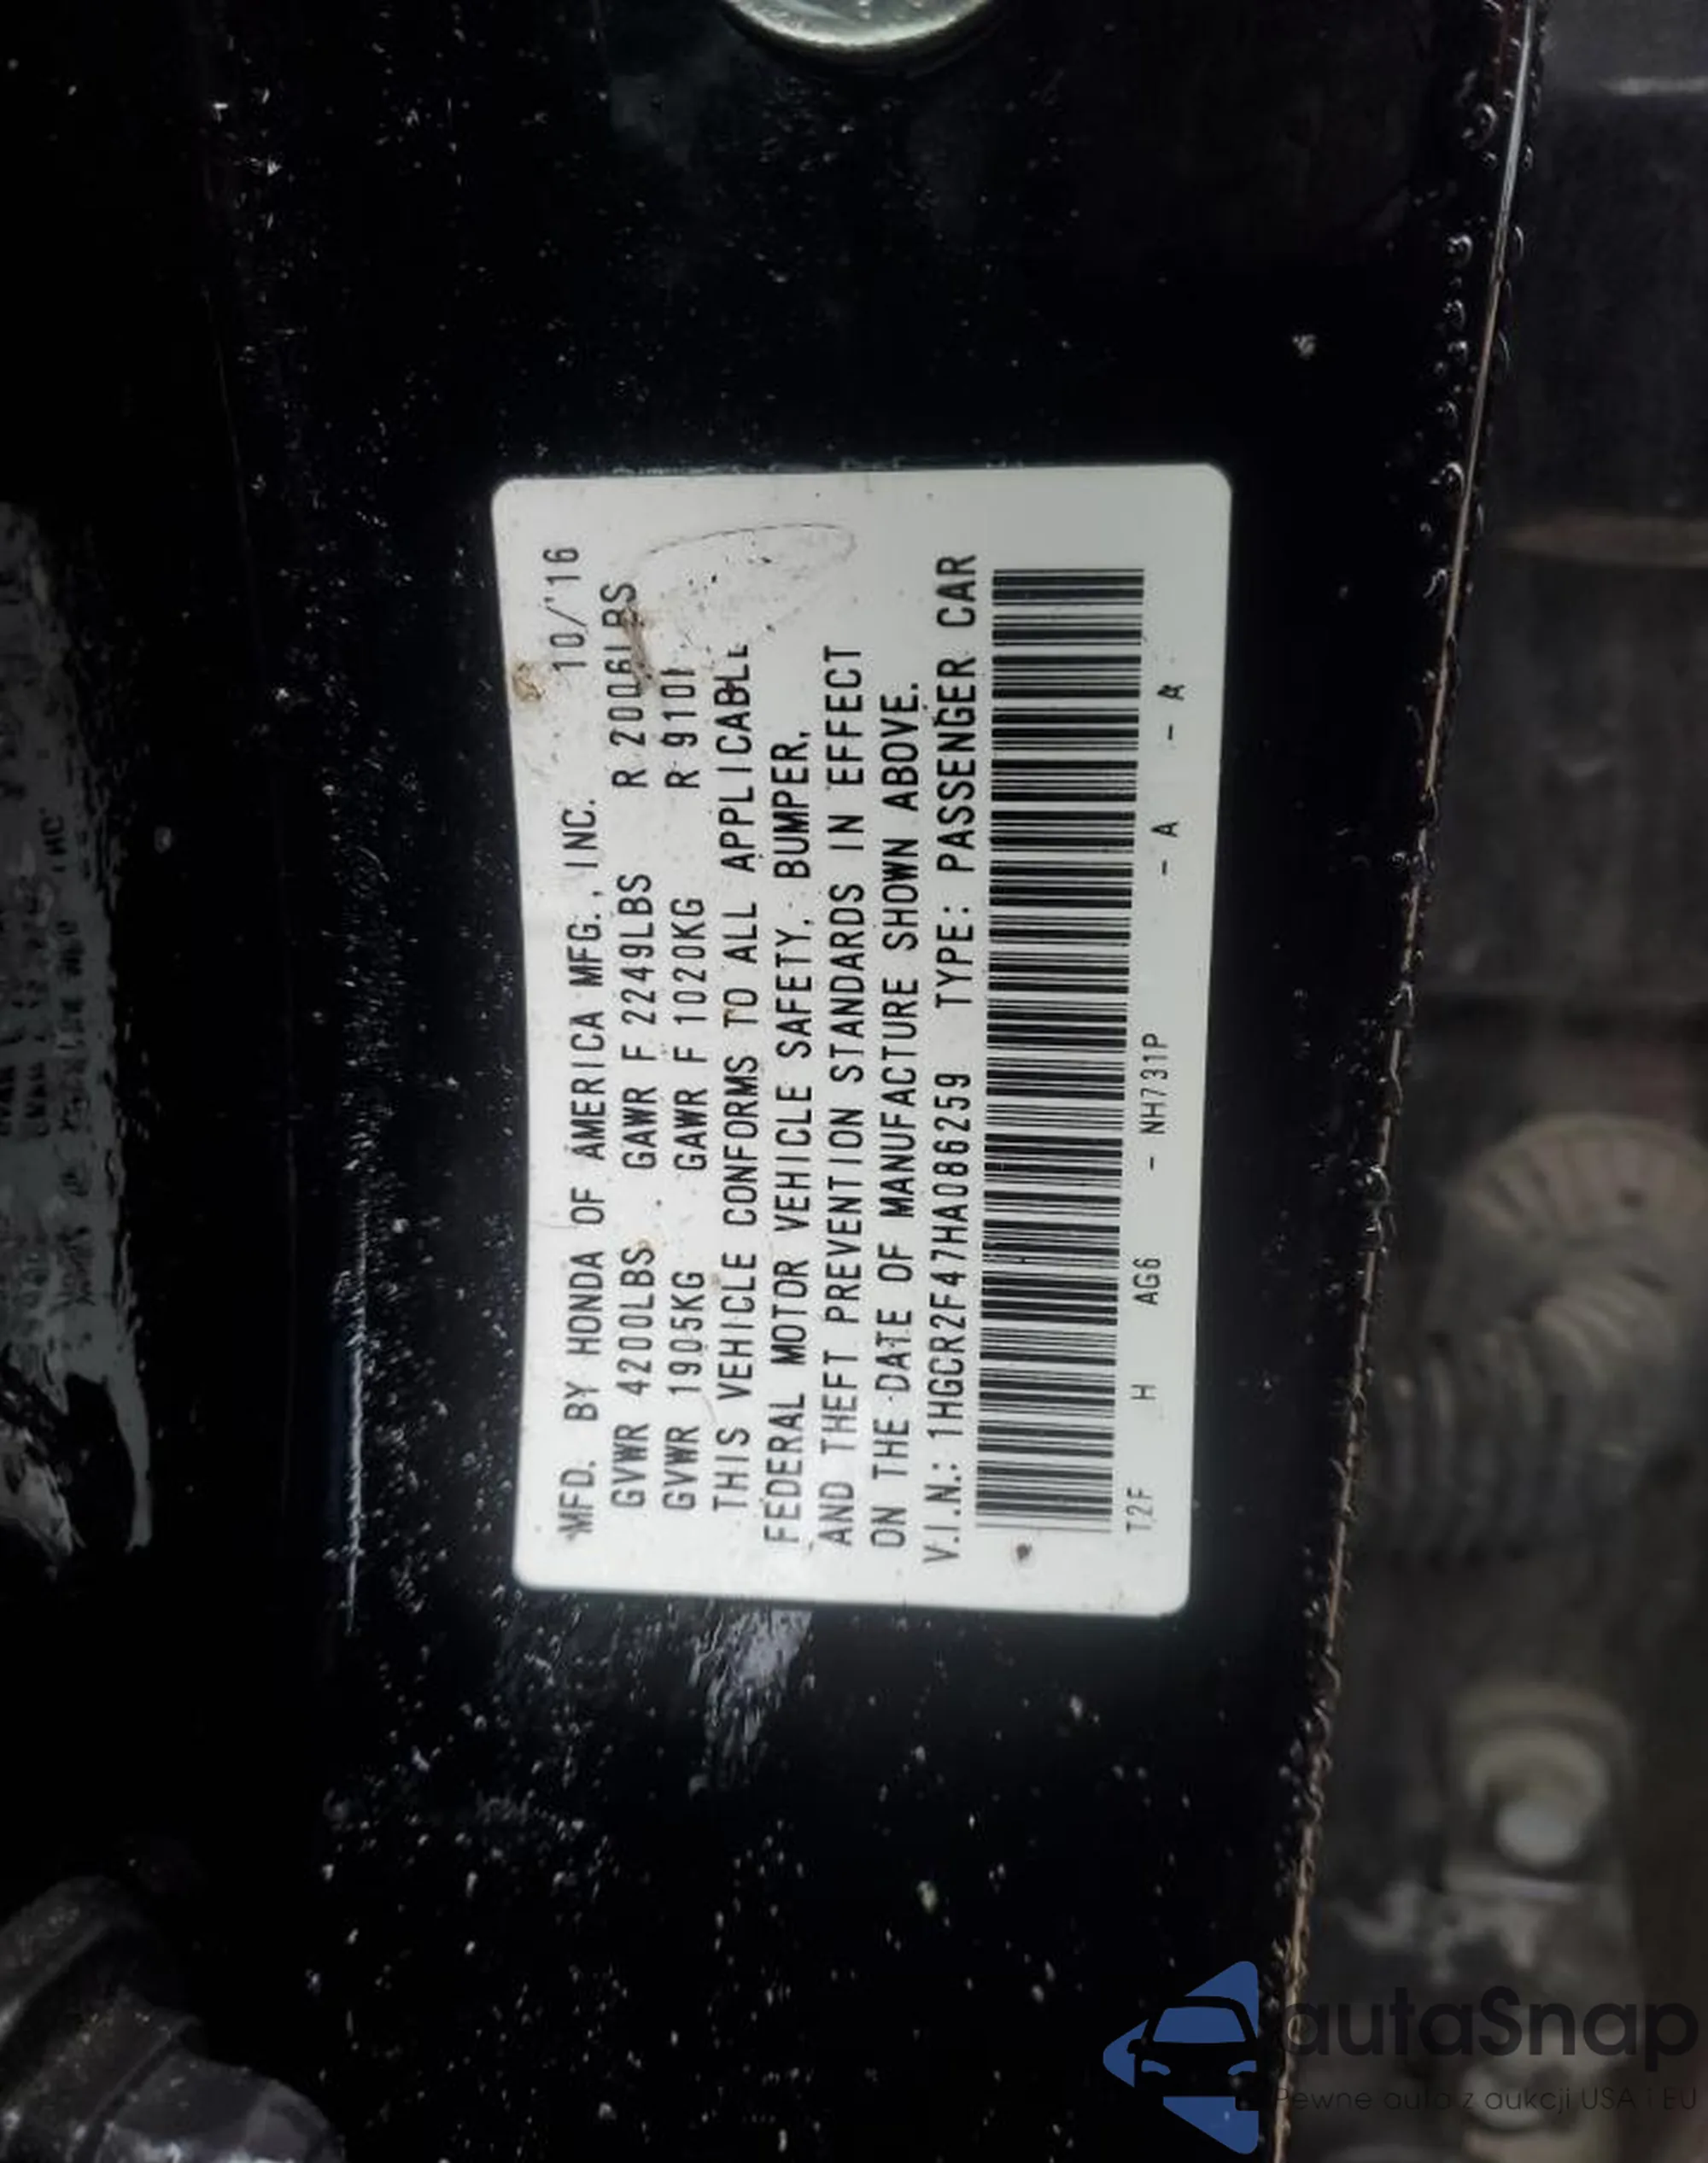 MFD. BY HONDA OF AMERICA MFG., INC. 10/'16
GVWR 4200LBS GAWR F 2249LBS R 2006LBS
GVWR 1905KG GAWR F 1020KG R 910
THIS VEHICLE CONFORMS TO ALL APPLICABLE
FEDERAL MOTOR VEHICLE SAFETY, BUMPER,
AND THEFT PREVENTION STANDARDS IN EFFECT
ON THE DATE OF MANUFACTURE SHOWN ABOVE.
V.I.N.: 1HGCR2F47HA086259 TYPE: PASSENGER CAR
T2F H AG6 - NH731P - A - A
autaSnap
Pewne auta z aukcji USA i EU